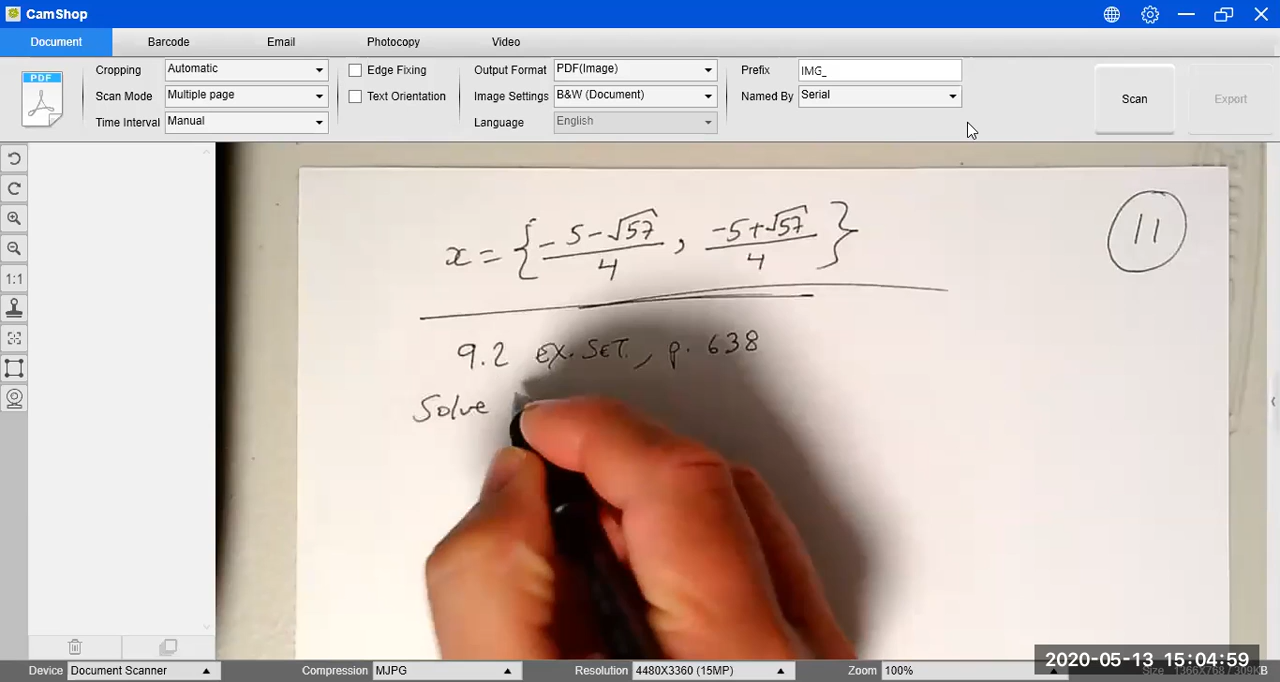 CamShop
Document Barcode Email Photocopy Video
PDF
Cropping Automatic Edge Fixing Output Format PDF(Image) Prefix IMG_
Scan Mode Multiple page Text Orientation Image Settings B&W (Document) Named By Serial
Time Interval Manual Language English
Scan Export
1:1
x = { -5-√57/4 , -5+√57/4 }
11
9.2 EX. SET, p. 638
Solve
2020-05-13 15:04:59
Device Document Scanner Compression MJPG Resolution 4480X3360 (15MP) Zoom 100%